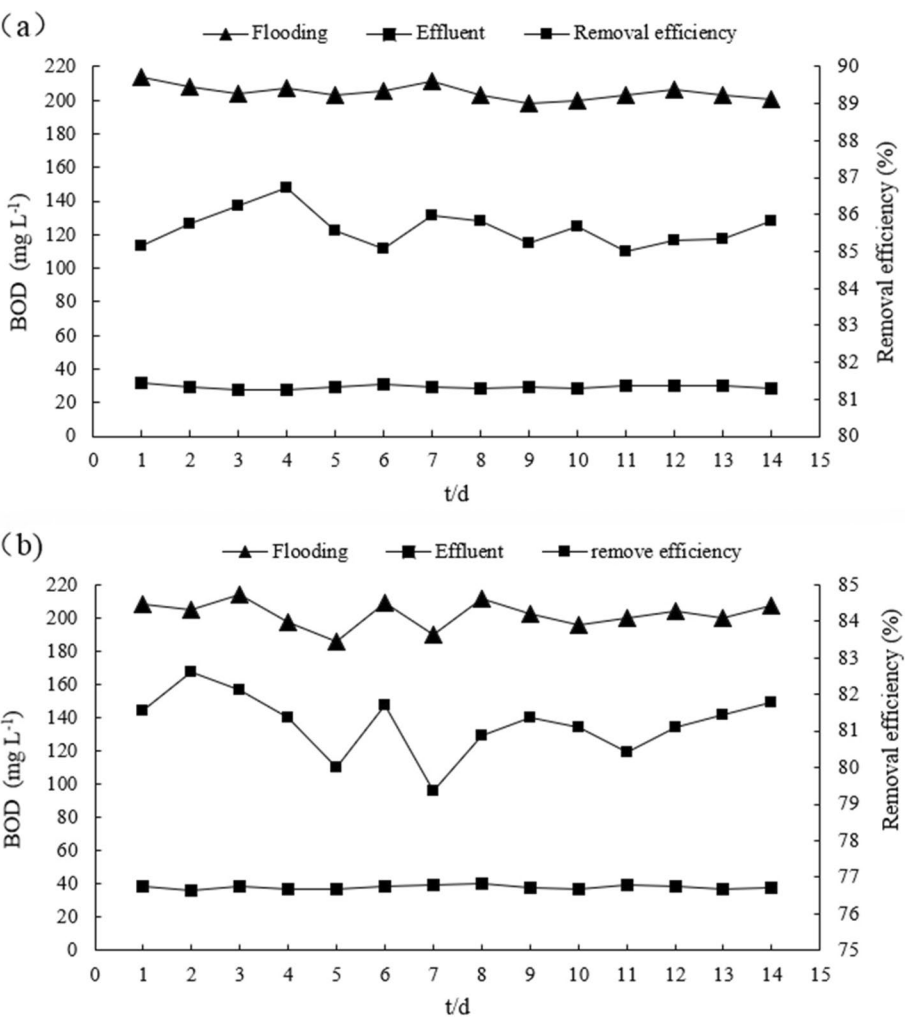 (a)
Flooding Effluent Removal efficiency
220 90
200 89
180 88
160 87
140 86
120
100 85
80 84
60 83
40 82
20 81
0 80
0 1 2 3 4 5 6 7 8 9 10 11 12 13 14 15
t/d
BOD (mg L⁻¹)
Removal efficiency (%)
(b)
Flooding Effluent remove efficiency
220 85
200 84
180 83
160 82
140 81
120 80
100 79
80 78
60 77
40 76
20
0 75
0 1 2 3 4 5 6 7 8 9 10 11 12 13 14 15
t/d
BOD (mg L⁻¹)
Removal efficiency (%)